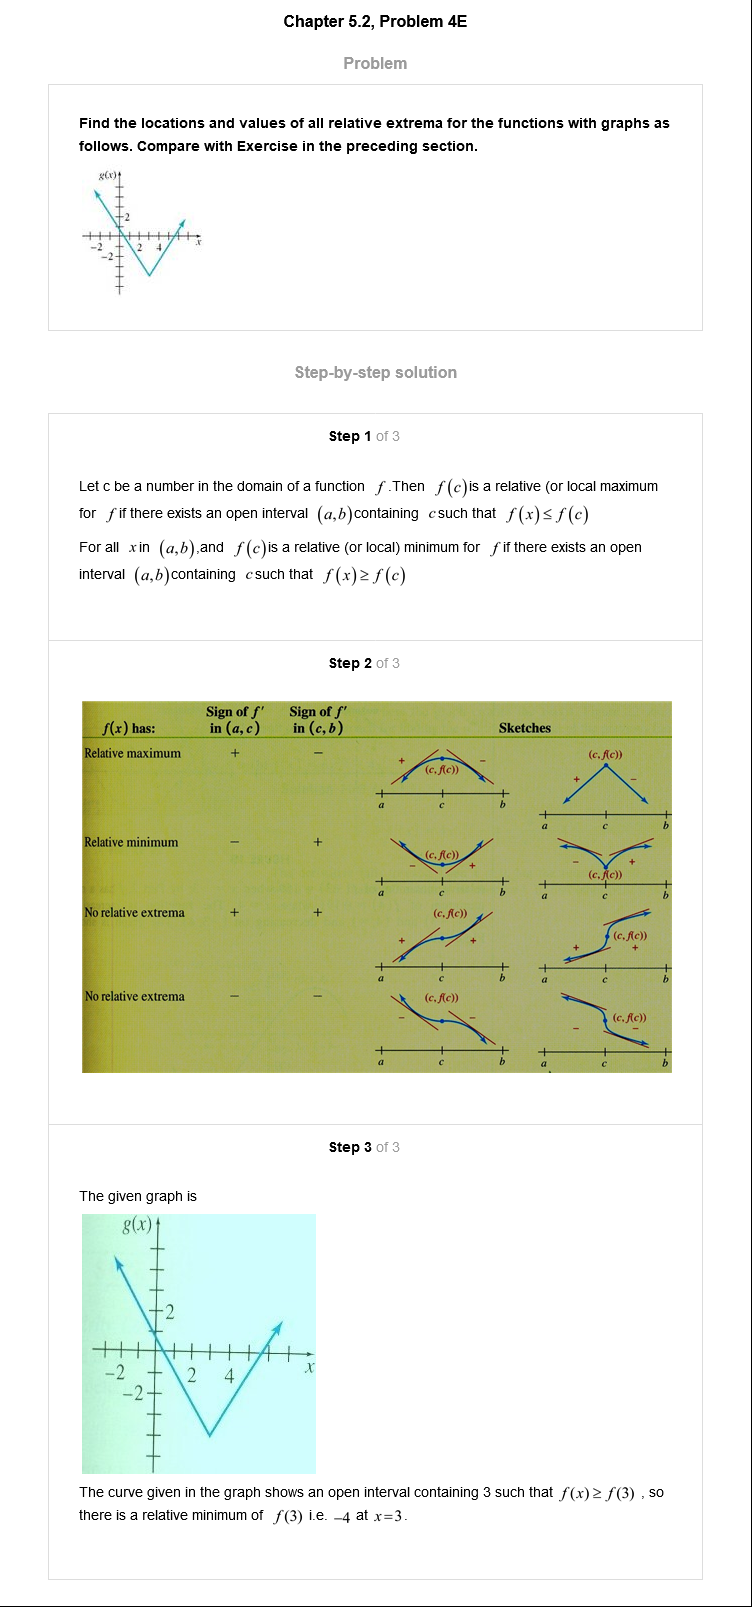 Chapter 5.2, Problem 4E
Problem
Find the locations and values of all relative extrema for the functions with graphs as
follows. Compare with Exercise in the preceding section.
g(x)
2
-2
2
4
x
-2
Step-by-step solution
Step 1 of 3
Let c be a number in the domain of a function f .Then f(c)is a relative (or local maximum
for f if there exists an open interval (a,b)containing c such that f(x)≤f(c)
For all x in (a,b),and f(c)is a relative (or local) minimum for f if there exists an open
interval (a,b)containing c such that f(x)≥f(c)
Step 2 of 3
Sign of f′ Sign of f′
f(x) has: in (a, c) in (c, b) Sketches
Relative maximum + −
+ (c, f(c)) −
a c b
(c, f(c))
+ −
a c b
Relative minimum − +
− (c, f(c)) +
a c b
− +
(c, f(c))
a c b
No relative extrema + +
(c, f(c))
+ +
a c b
(c, f(c))
+ +
a c b
No relative extrema − −
(c, f(c))
− −
a c b
(c, f(c))
− −
a c b
Step 3 of 3
The given graph is
g(x)
2
-2 2 4 x
-2
The curve given in the graph shows an open interval containing 3 such that f(x)≥f(3) , so
there is a relative minimum of f(3) i.e. –4 at x=3.